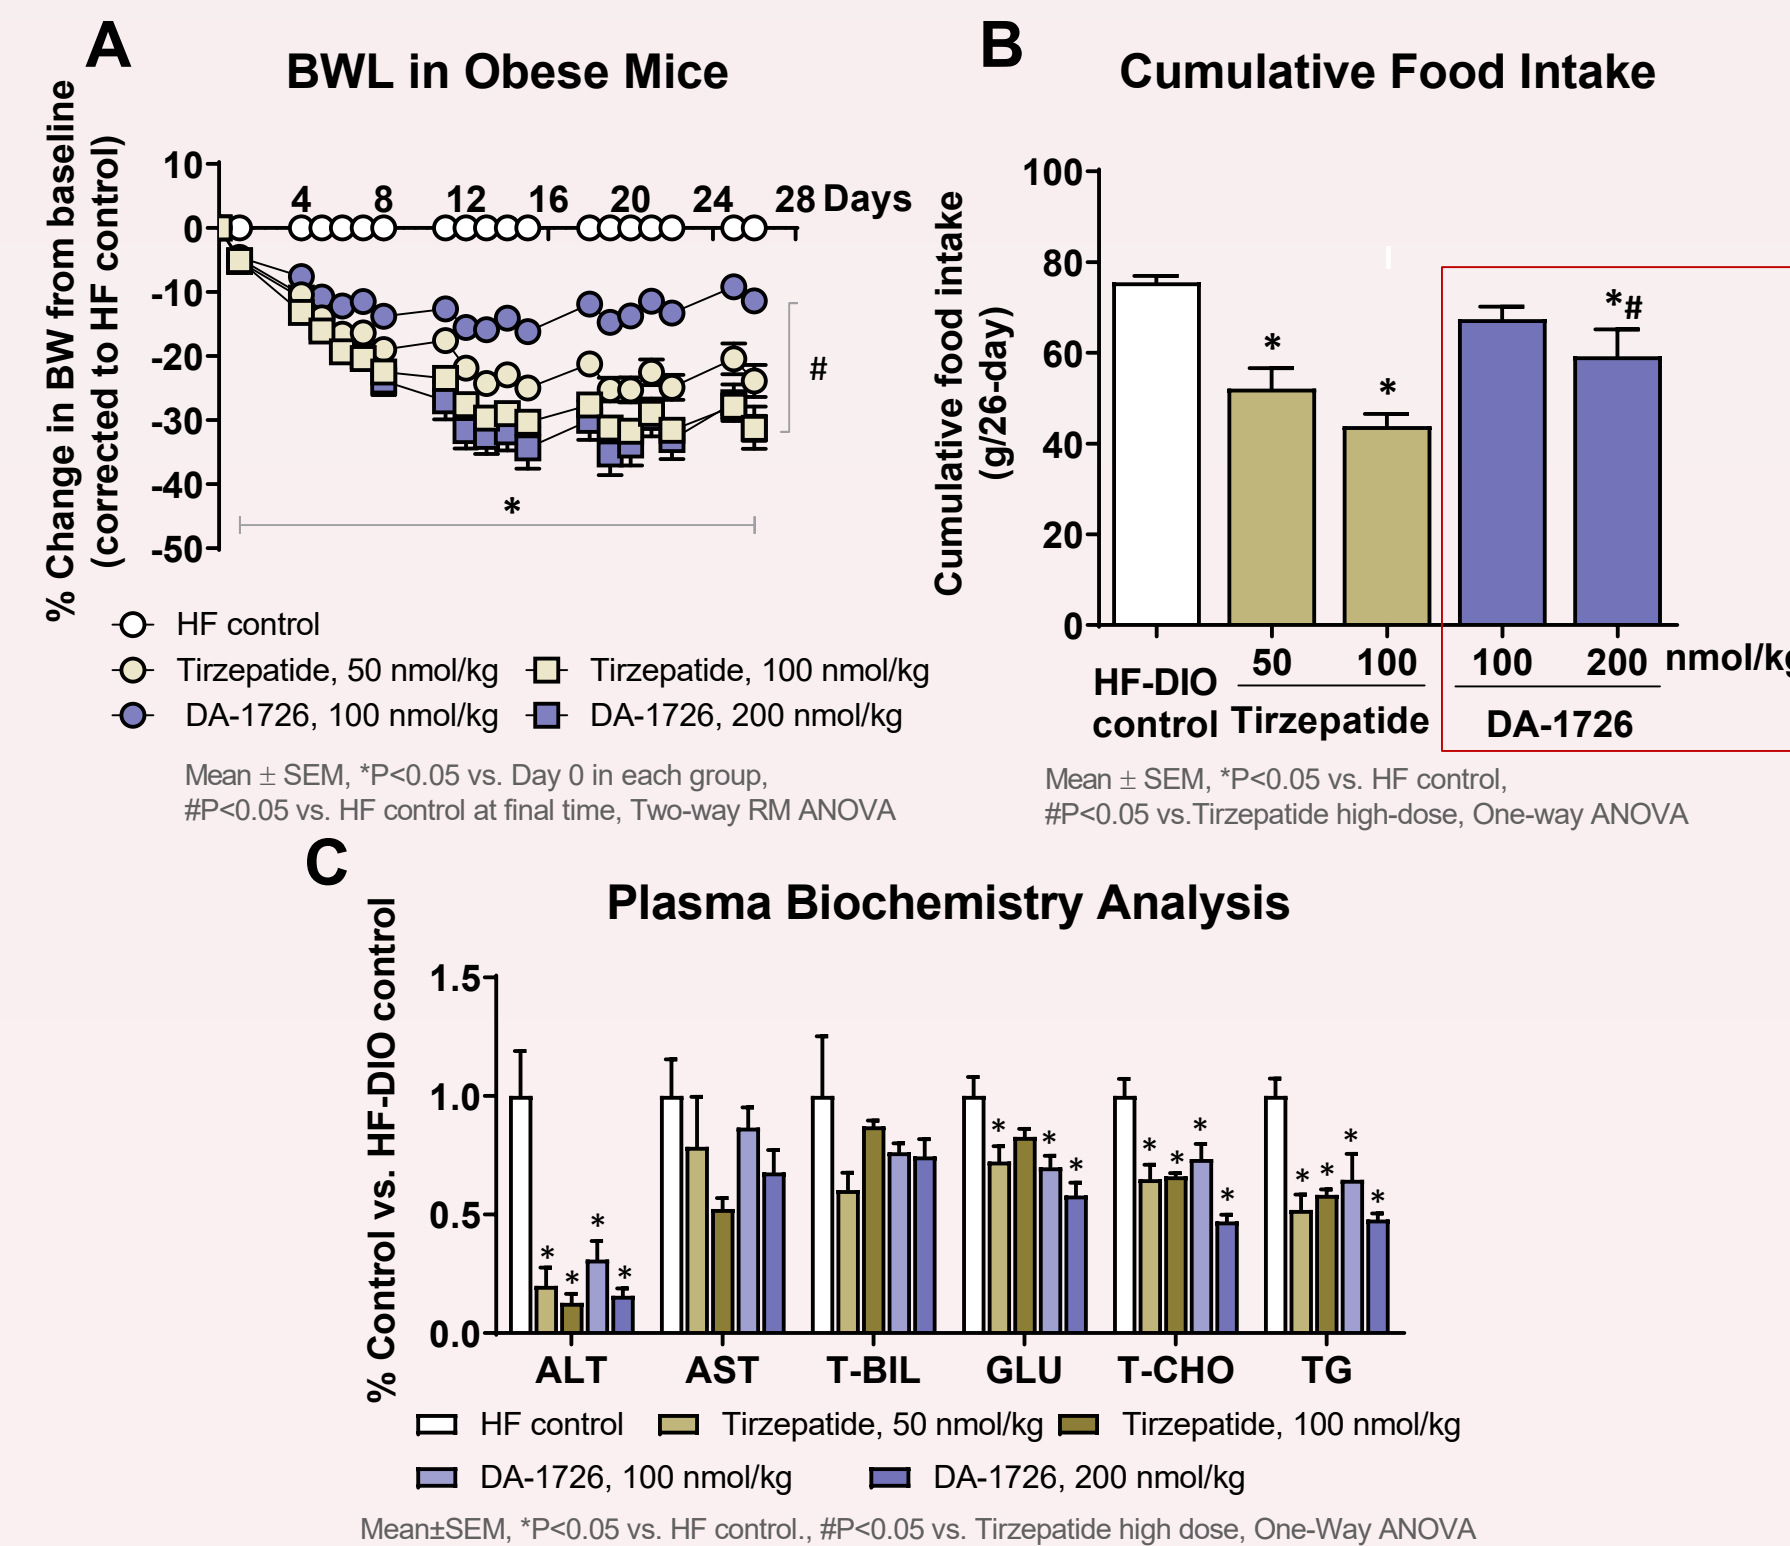 A
BWL in Obese Mice
% Change in BW from baseline
(corrected to HF control)
10
0
-10
-20
-30
-40
-50
4 8 12 16 20 24 28 Days
#
*
HF control
Tirzepatide, 50 nmol/kg
Tirzepatide, 100 nmol/kg
DA-1726, 100 nmol/kg
DA-1726, 200 nmol/kg
Mean ± SEM, *P<0.05 vs. Day 0 in each group,
#P<0.05 vs. HF control at final time, Two-way RM ANOVA
B
Cumulative Food Intake
Cumulative food intake
(g/26-day)
100
80
60
40
20
0
*
*
*#
50 100 100 200 nmol/kg
HF-DIO
control
Tirzepatide
DA-1726
Mean ± SEM, *P<0.05 vs. HF control,
#P<0.05 vs.Tirzepatide high-dose, One-way ANOVA
C
Plasma Biochemistry Analysis
% Control vs. HF-DIO control
1.5
1.0
0.5
0.0
* * * *
* * *
* * * *
* * * *
ALT AST T-BIL GLU T-CHO TG
HF control
Tirzepatide, 50 nmol/kg
Tirzepatide, 100 nmol/kg
DA-1726, 100 nmol/kg
DA-1726, 200 nmol/kg
Mean±SEM, *P<0.05 vs. HF control., #P<0.05 vs. Tirzepatide high dose, One-Way ANOVA